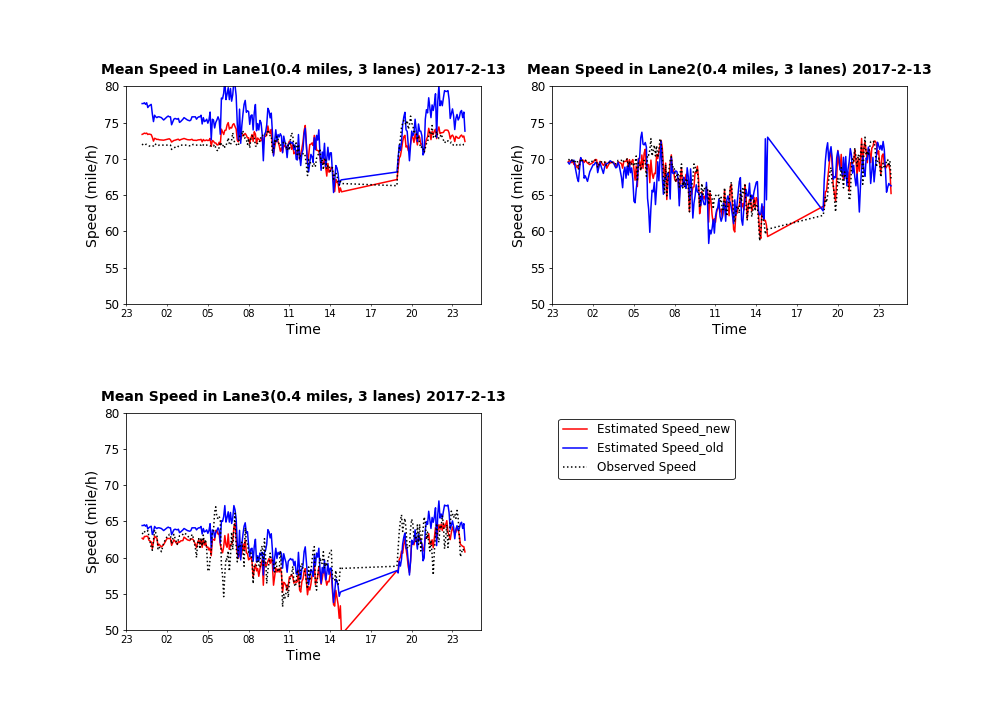 Mean Speed in Lane1(0.4 miles, 3 lanes) 2017-2-13
80
75
70
65
60
55
50
Speed (mile/h)
23 02 05 08 11 14 17 20 23
Time
Mean Speed in Lane2(0.4 miles, 3 lanes) 2017-2-13
80
75
70
65
60
55
50
Speed (mile/h)
23 02 05 08 11 14 17 20 23
Time
Mean Speed in Lane3(0.4 miles, 3 lanes) 2017-2-13
80
75
70
65
60
55
50
Speed (mile/h)
23 02 05 08 11 14 17 20 23
Time
Estimated Speed_new
Estimated Speed_old
Observed Speed